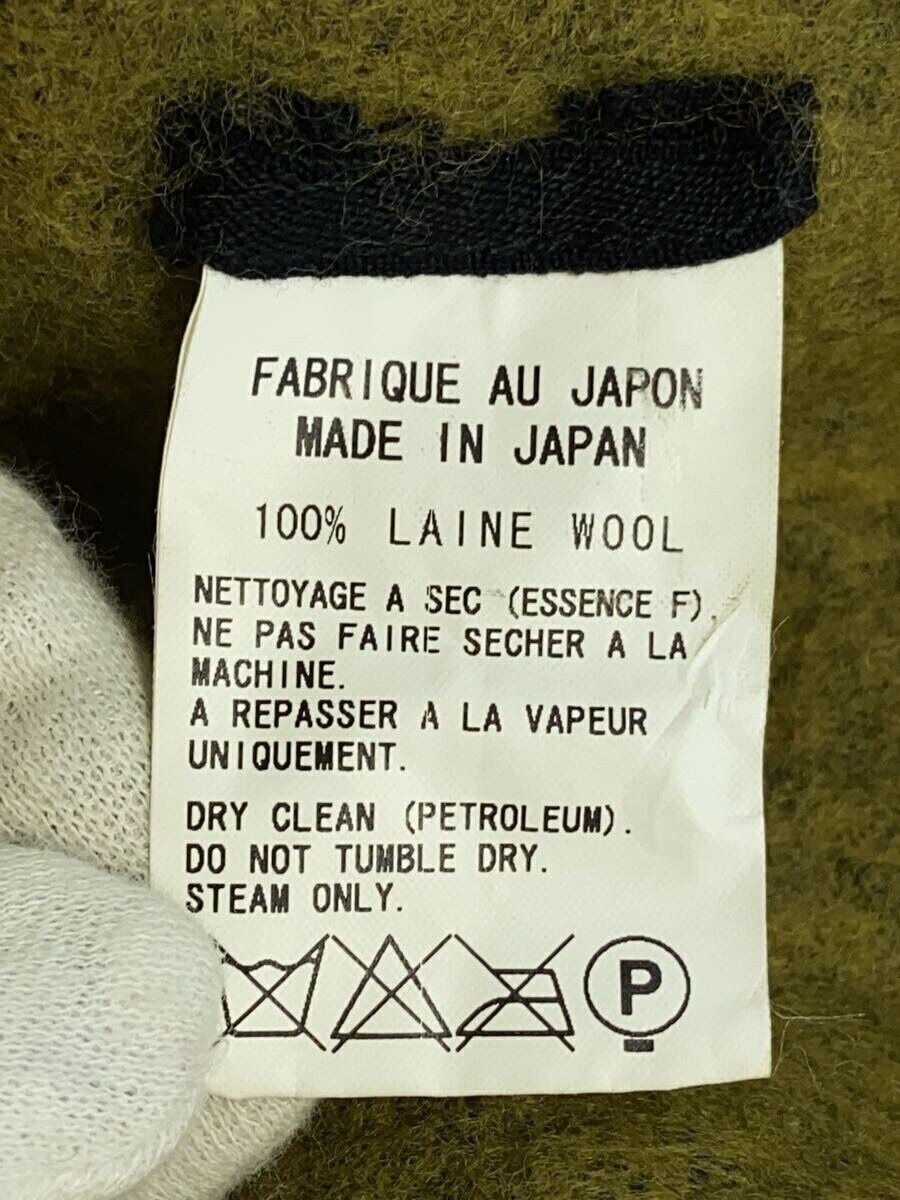 FABRIQUE AU JAPON
MADE IN JAPAN
100% LAINE WOOL
NETTOYAGE A SEC (ESSENCE F).
NE PAS FAIRE SECHER A LA
MACHINE.
A REPASSER A LA VAPEUR
UNIQUEMENT.
DRY CLEAN (PETROLEUM).
DO NOT TUMBLE DRY.
STEAM ONLY.
P